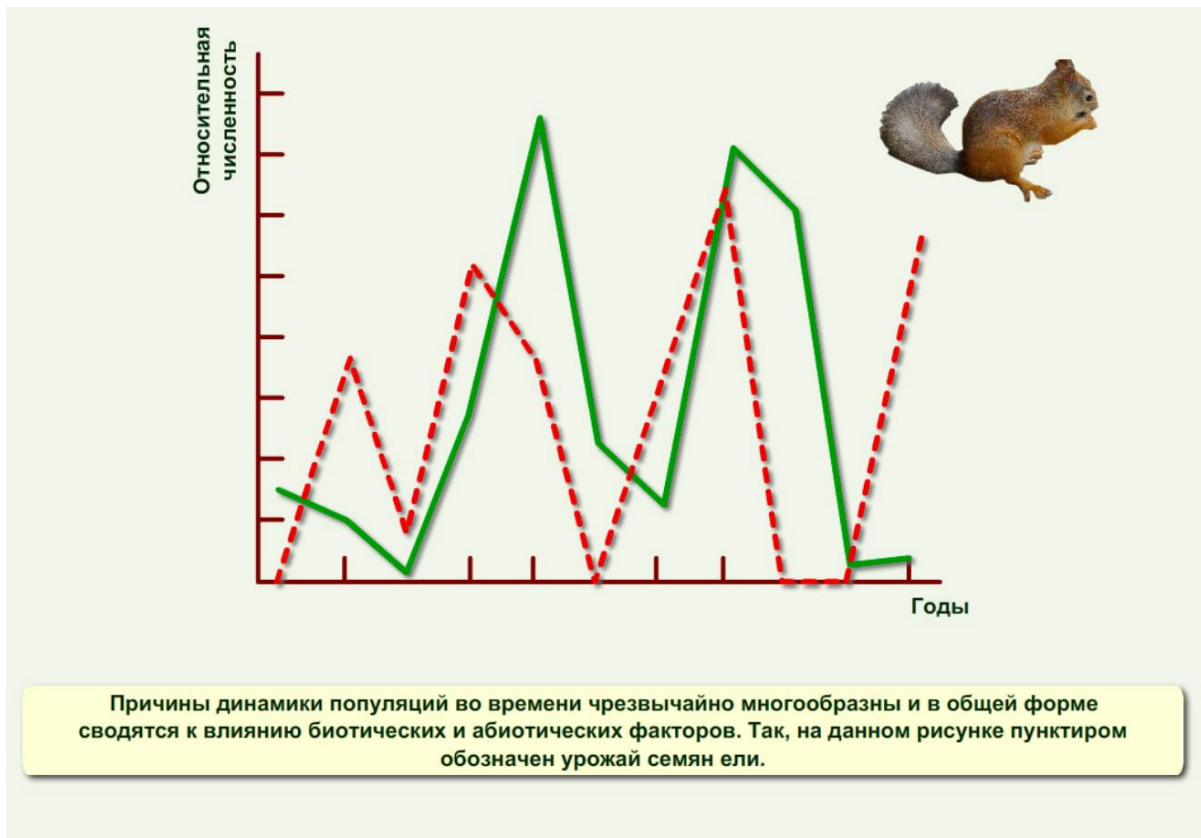 Относительная
численность
Годы
Причины динамики популяций во времени чрезвычайно многообразны и в общей форме
сводятся к влиянию биотических и абиотических факторов. Так, на данном рисунке пунктиром
обозначен урожай семян ели.